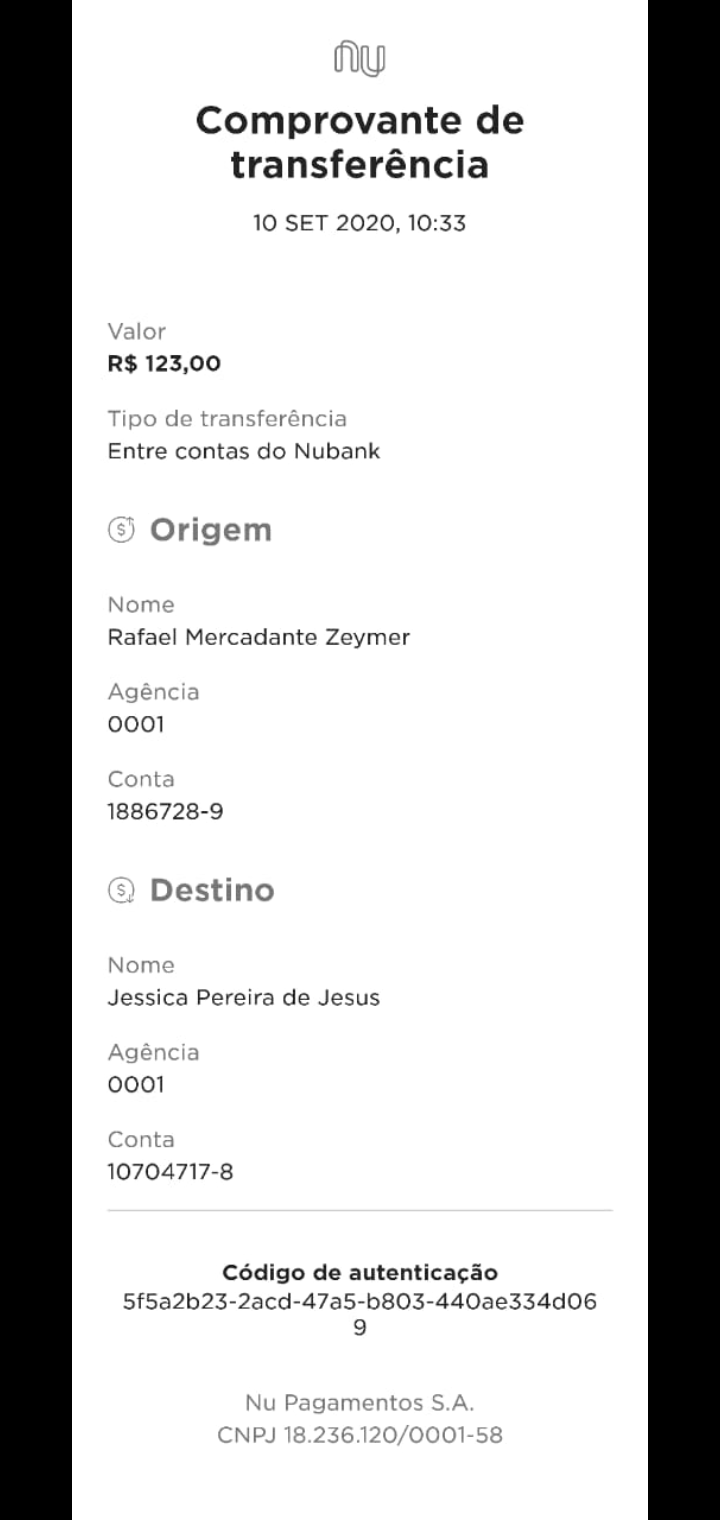 nu
Comprovante de
transferência
10 SET 2020, 10:33
Valor
R$ 123,00
Tipo de transferência
Entre contas do Nubank
Origem
Nome
Rafael Mercadante Zeymer
Agência
0001
Conta
1886728-9
Destino
Nome
Jessica Pereira de Jesus
Agência
0001
Conta
10704717-8
Código de autenticação
5f5a2b23-2acd-47a5-b803-440ae334d06
9
Nu Pagamentos S.A.
CNPJ 18.236.120/0001-58